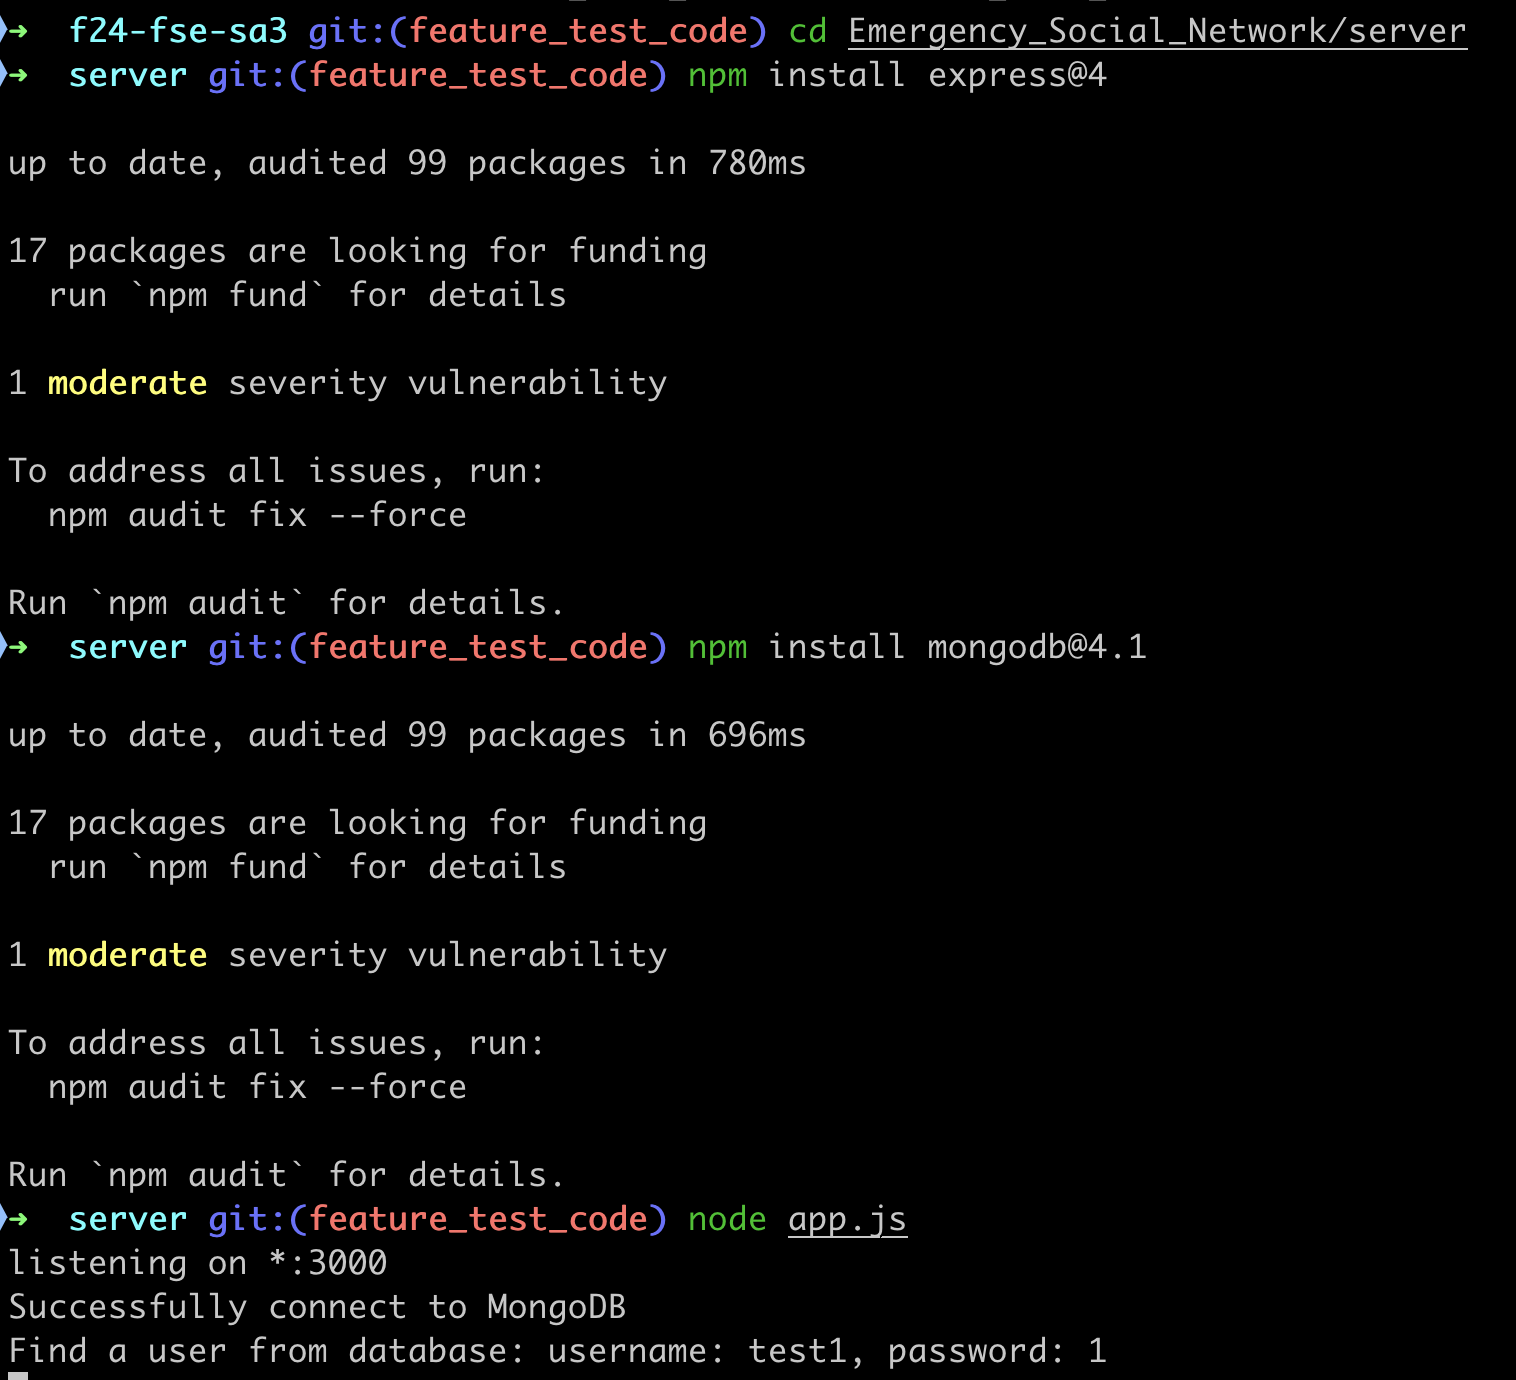 ➜  f24-fse-sa3 git:(feature_test_code) cd Emergency_Social_Network/server
➜  server git:(feature_test_code) npm install express@4
up to date, audited 99 packages in 780ms
17 packages are looking for funding
  run `npm fund` for details
1 moderate severity vulnerability
To address all issues, run:
  npm audit fix --force
Run `npm audit` for details.
➜  server git:(feature_test_code) npm install mongodb@4.1
up to date, audited 99 packages in 696ms
17 packages are looking for funding
  run `npm fund` for details
1 moderate severity vulnerability
To address all issues, run:
  npm audit fix --force
Run `npm audit` for details.
➜  server git:(feature_test_code) node app.js
listening on *:3000
Successfully connect to MongoDB
Find a user from database: username: test1, password: 1